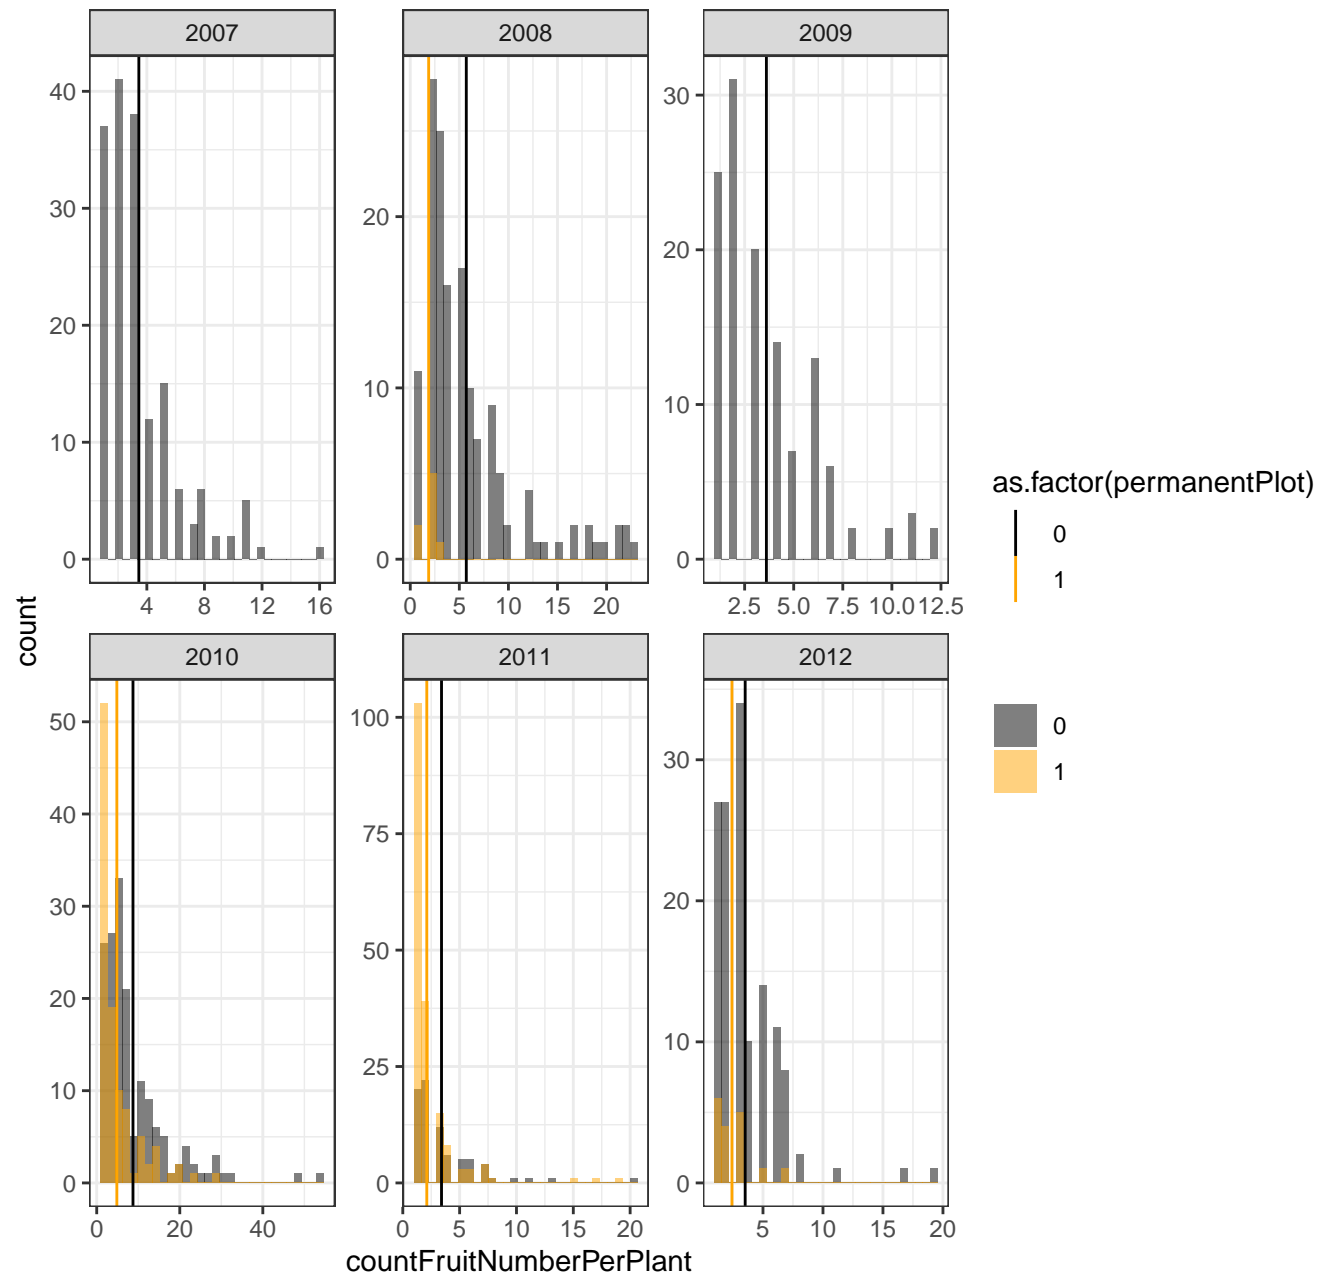 2007 2008 2009
40 30 20 10 0
20 10 0
30 20 10 0
4 8 12 16
0 5 10 15 20
2.5 5.0 7.5 10.0 12.5
count
2010 2011 2012
50 40 30 20 10 0
100 75 50 25 0
30 20 10 0
0 20 40
0 5 10 15 20
5 10 15 20
countFruitNumberPerPlant
as.factor(permanentPlot)
0
1
0
1